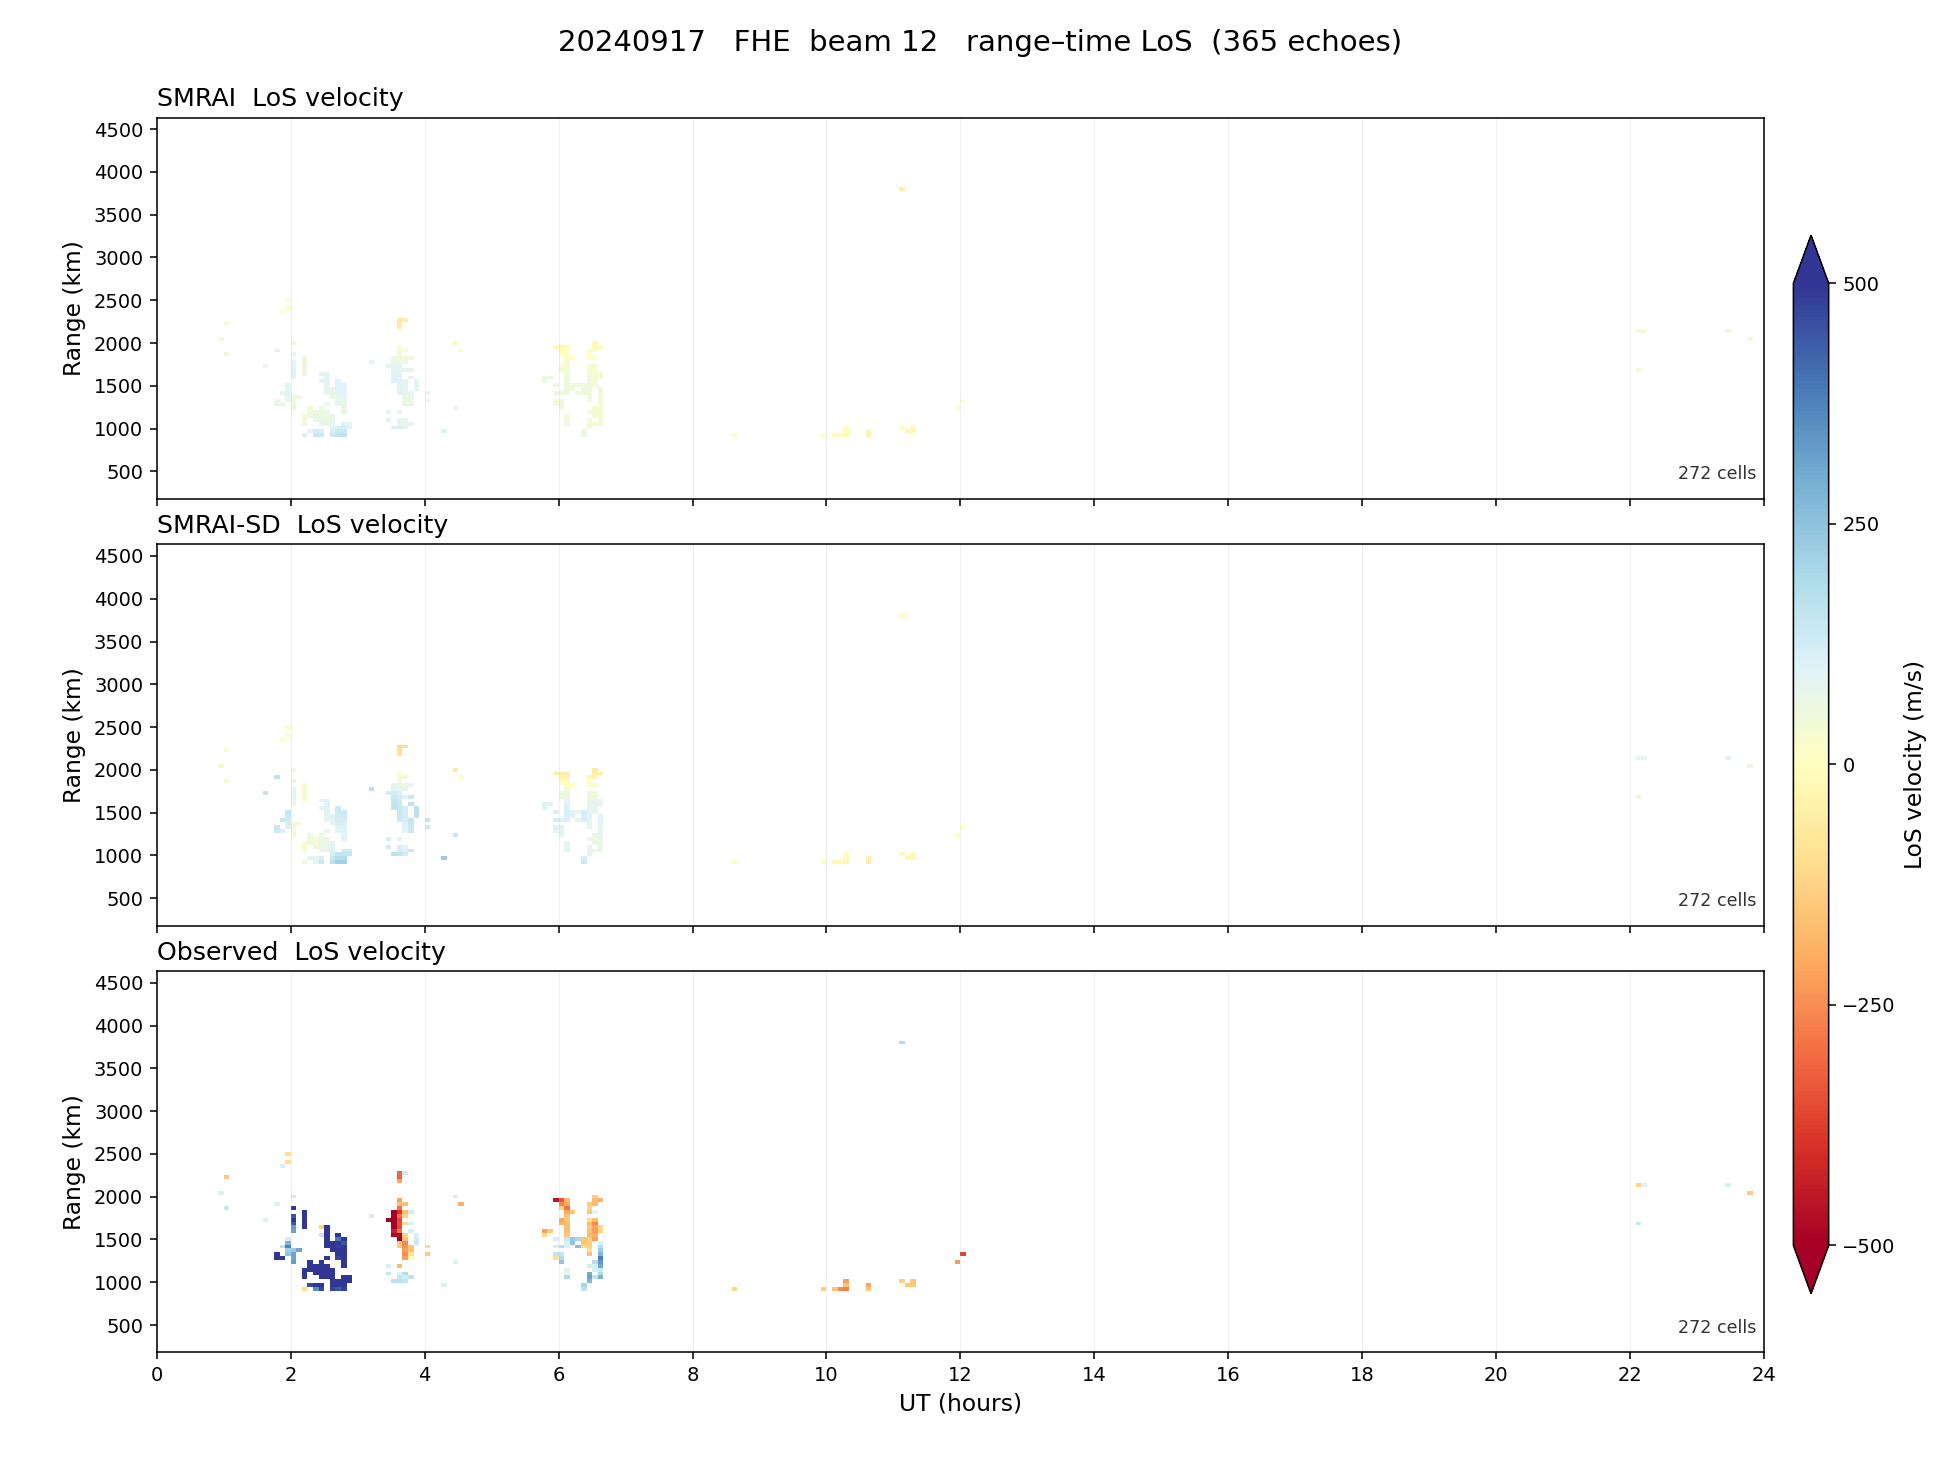 20240917   FHE  beam 12   range–time LoS  (365 echoes)
SMRAI  LoS velocity
4500
4000
3500
3000
2500
2000
1500
1000
500
Range (km)
272 cells
SMRAI-SD  LoS velocity
4500
4000
3500
3000
2500
2000
1500
1000
500
Range (km)
272 cells
Observed  LoS velocity
4500
4000
3500
3000
2500
2000
1500
1000
500
Range (km)
272 cells
0 2 4 6 8 10 12 14 16 18 20 22 24
UT (hours)
500
250
0
−250
−500
LoS velocity (m/s)